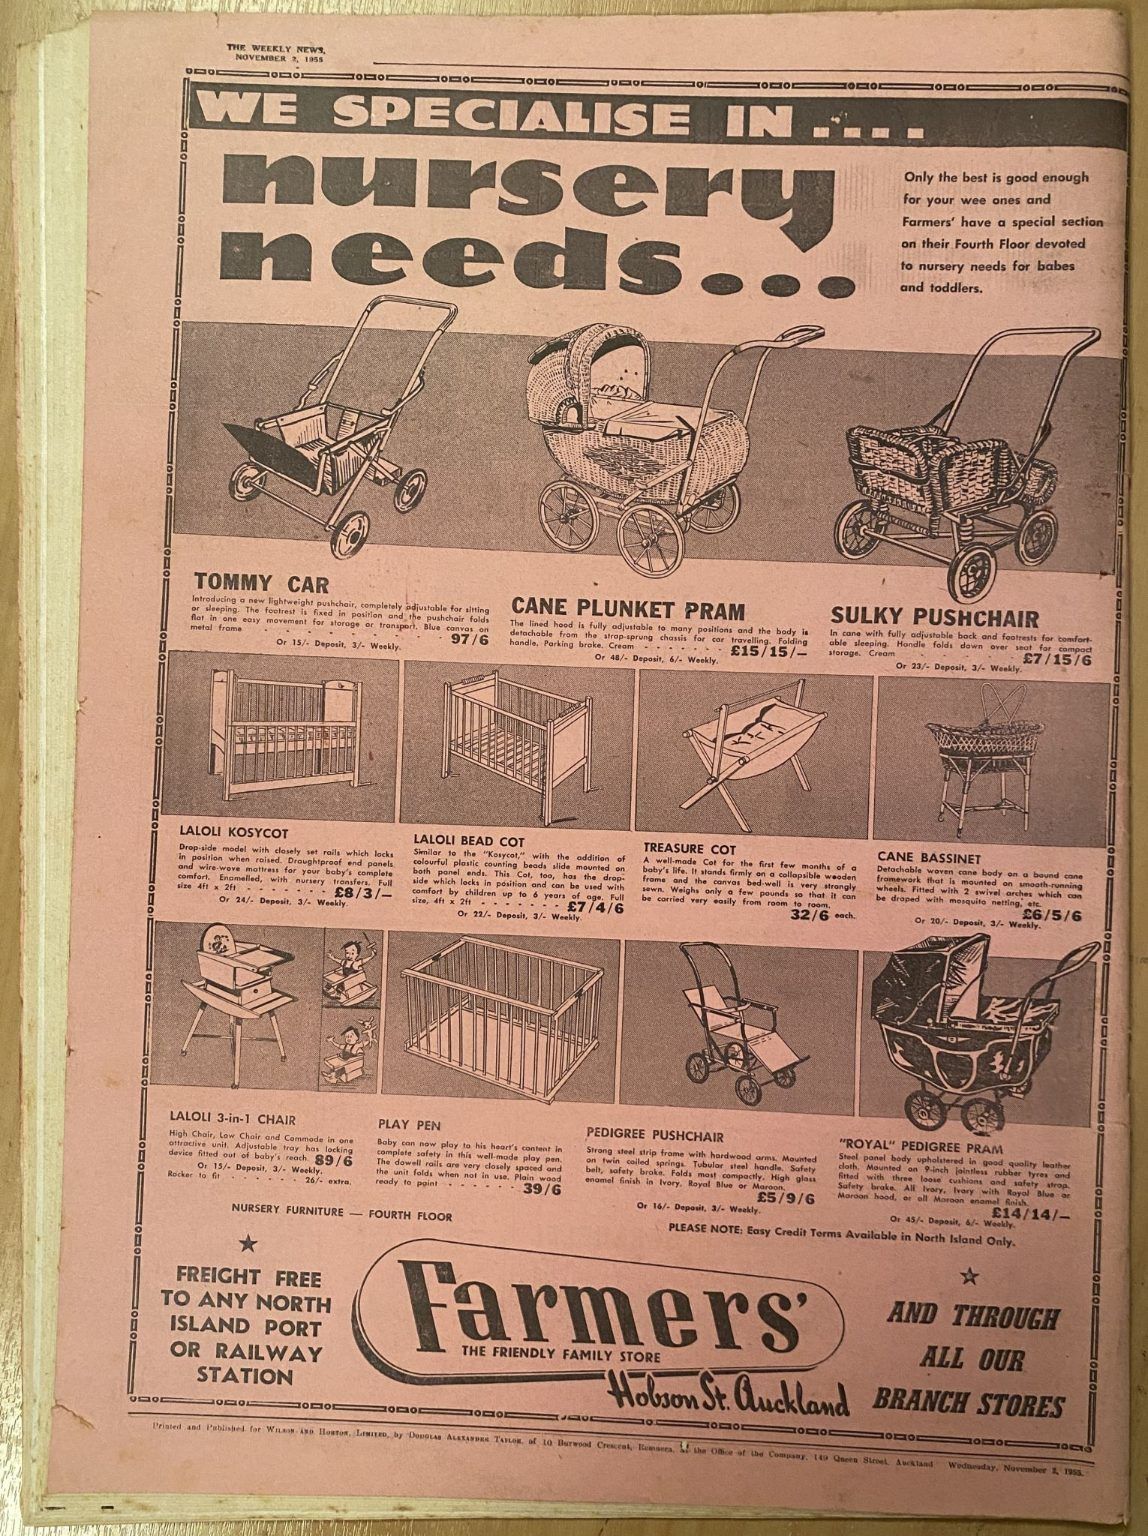 THE WEEKLY NEWS,
NOVEMBER 2, 1955
WE SPECIALISE IN ....
nursery
needs...
Only the best is good enough
for your wee ones and
Farmers' have a special section
on their Fourth Floor devoted
to nursery needs for babes
and toddlers.
TOMMY CAR
Introducing a new lightweight pushchair, completely adjustable for sitting
or sleeping. The footrest is fixed in position and the pushchair folds
flat in one easy movement for storage or transport. Blue canvas on
metal frame - - - - - - - - - 97/6
Or 15/- Deposit, 3/- Weekly.
CANE PLUNKET PRAM
The lined hood is fully adjustable to many positions and the body is
detachable from the strap-sprung chassis for car travelling. Folding
handle, Parking brake. Cream - - - - - - - £15/15/-
Or 48/- Deposit, 6/- Weekly.
SULKY PUSHCHAIR
In cane with fully adjustable back and footrests for comfort-
able sleeping. Handle folds down over seat for compact
storage. Cream - - - - - - - £7/15/6
Or 23/- Deposit, 3/- Weekly.
LALOLI KOSYCOT
Drop-side model with closely set rails which locks
in position when raised. Draughtproof end panels
and wire-wave mattress for your baby's complete
comfort. Enamelled, with nursery transfers. Full
size 4ft x 2ft - - - - - - - £8/3/-
Or 24/- Deposit, 3/- Weekly.
LALOLI BEAD COT
Similar to the "Kosycot," with the addition of
colourful plastic counting beads slide mounted on
both panel ends. This Cot, too, has the drop-
side which locks in position and can be used with
comfort by children up to 6 years of age. Full
size, 4ft x 2ft - - - - - - £7/4/6
Or 22/- Deposit, 3/- Weekly.
TREASURE COT
A well-made Cot for the first few months of a
baby's life. It stands firmly on a collapsible wooden
frame and the canvas bed-well is very strongly
sewn. Weighs only a few pounds so that it can
be carried very easily from room to room.
32/6 each.
CANE BASSINET
Detachable woven cane body on a bound cane
framework that is mounted on smooth-running
wheels. Fitted with 2 swivel arches which can
be draped with mosquito netting, etc.
£6/5/6
Or 20/- Deposit, 3/- Weekly.
LALOLI 3-in-1 CHAIR
High Chair, Low Chair and Commode in one
attractive unit. Adjustable tray has locking
device fitted out of baby's reach. 89/6
Or 15/- Deposit, 3/- Weekly.
Rocker to fit - - - - - - - - 26/- extra.
PLAY PEN
Baby can now play to his heart's content in
complete safety in this well-made play pen.
The dowell rails are very closely spaced and
the unit folds when not in use. Plain wood
ready to paint - - - - - - 39/6
PEDIGREE PUSHCHAIR
Strong steel strip frame with hardwood arms. Mounted
on twin coiled springs. Tubular steel handle. Safety
belt, safety brake. Folds most compactly. High gloss
enamel finish in Ivory, Royal Blue or Maroon.
£5/9/6
Or 16/- Deposit, 3/- Weekly.
"ROYAL" PEDIGREE PRAM
Steel panel body upholstered in good quality leather
cloth. Mounted on 9-inch jointless rubber tyres and
fitted with three loose cushions and safety strap.
Safety brake. All Ivory, Ivory with Royal Blue or
Maroon hood, or all Maroon enamel finish.
£14/14/-
Or 45/- Deposit, 6/- Weekly.
NURSERY FURNITURE — FOURTH FLOOR
PLEASE NOTE: Easy Credit Terms Available in North Island Only.
FREIGHT FREE
TO ANY NORTH
ISLAND PORT
OR RAILWAY
STATION
Farmers'
THE FRIENDLY FAMILY STORE
Hobson St. Auckland
AND THROUGH
ALL OUR
BRANCH STORES
Printed and Published for WILSON AND HORTON, LIMITED, by DOUGLAS ALEXANDER TAYLOR, of 10 Burwood Crescent, Remuera, at the Office of the Company, 149 Queen Street, Auckland Wednesday, November 2, 1955.